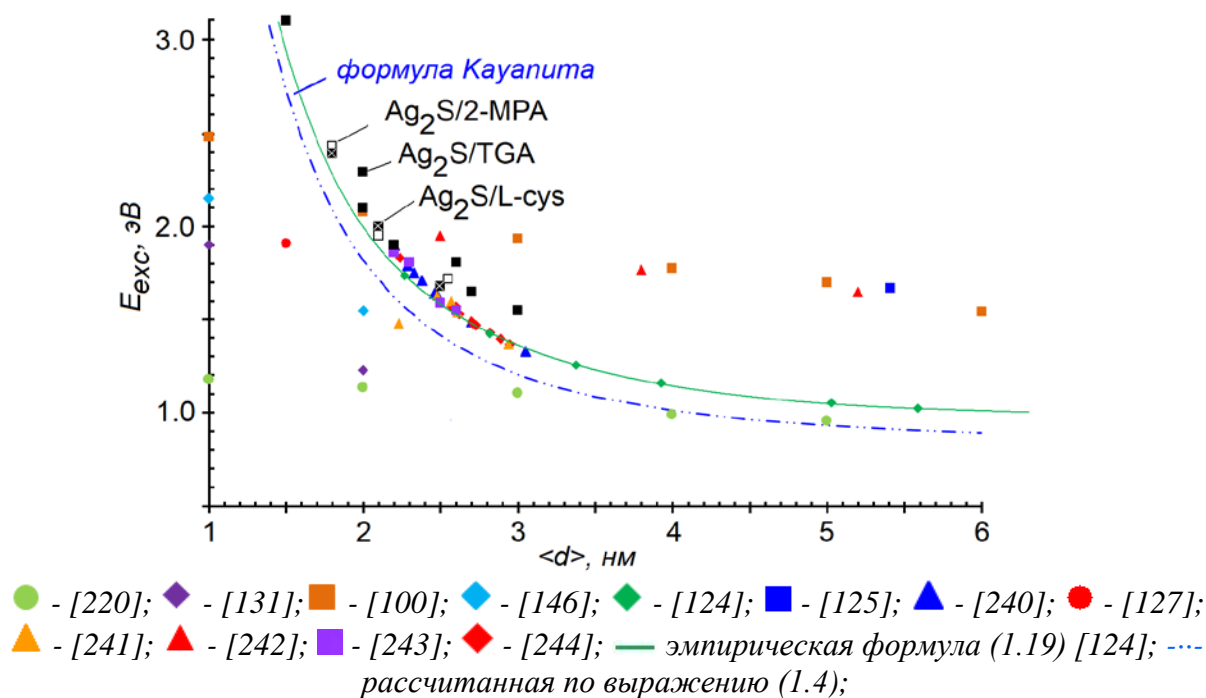 3.0
формула Kayanuma
Ag2S/2-MPA
Ag2S/TGA
Ag2S/L-cys
2.0
Eexc, эВ
1.0
1 2 3 4 5 6
<d>, нм
- [220]; - [131]; - [100]; - [146]; - [124]; - [125]; - [240]; - [127];
- [241]; - [242]; - [243]; - [244]; — эмпирическая формула (1.19) [124]; -··-
рассчитанная по выражению (1.4);